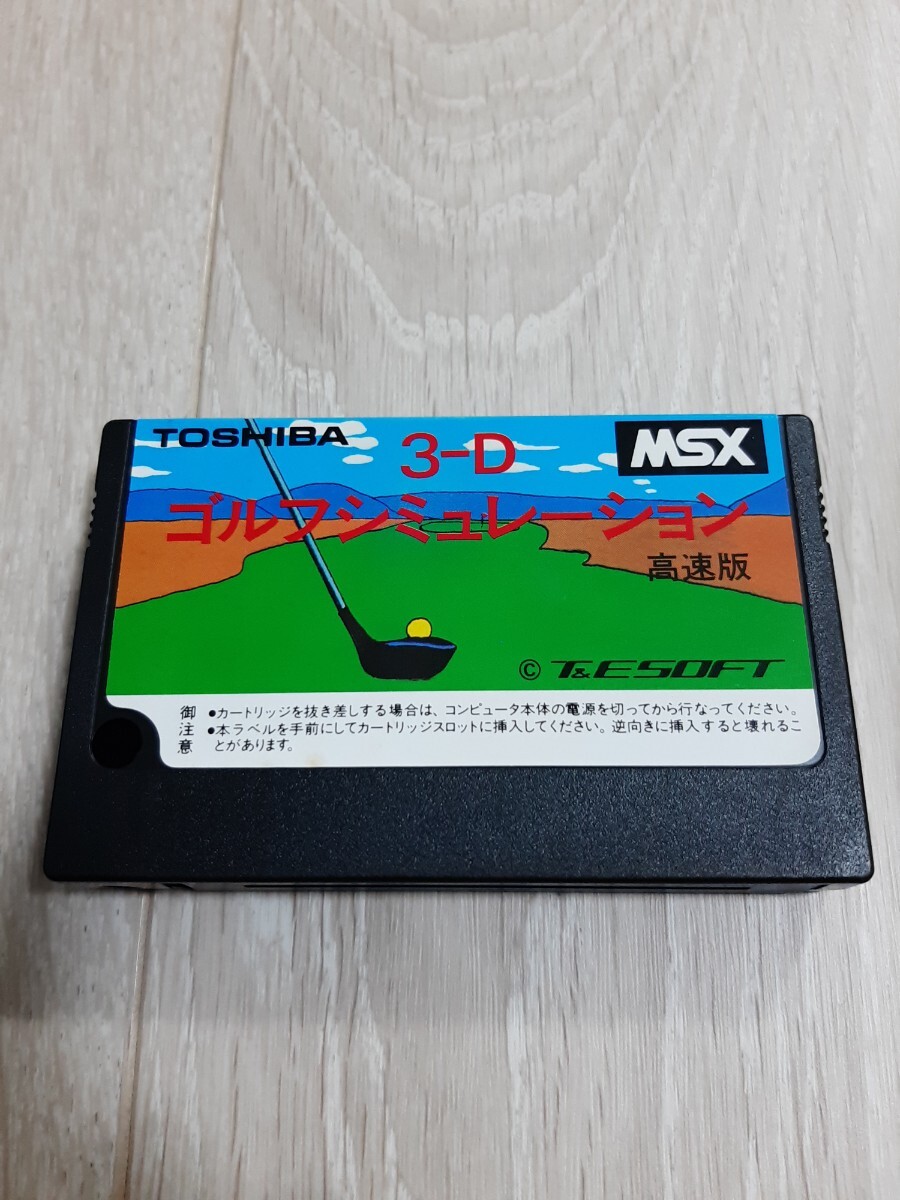 TOSHIBA
MSX
3-D
ゴルフシミュレーション
高速版
© T&ESOFT
御注意
●カートリッジを抜き差しする場合は、コンピュータ本体の電源を切ってから行なってください。
●本ラベルを手前にしてカートリッジスロットに挿入してください。逆向きに挿入すると壊れるこ
とがあります。